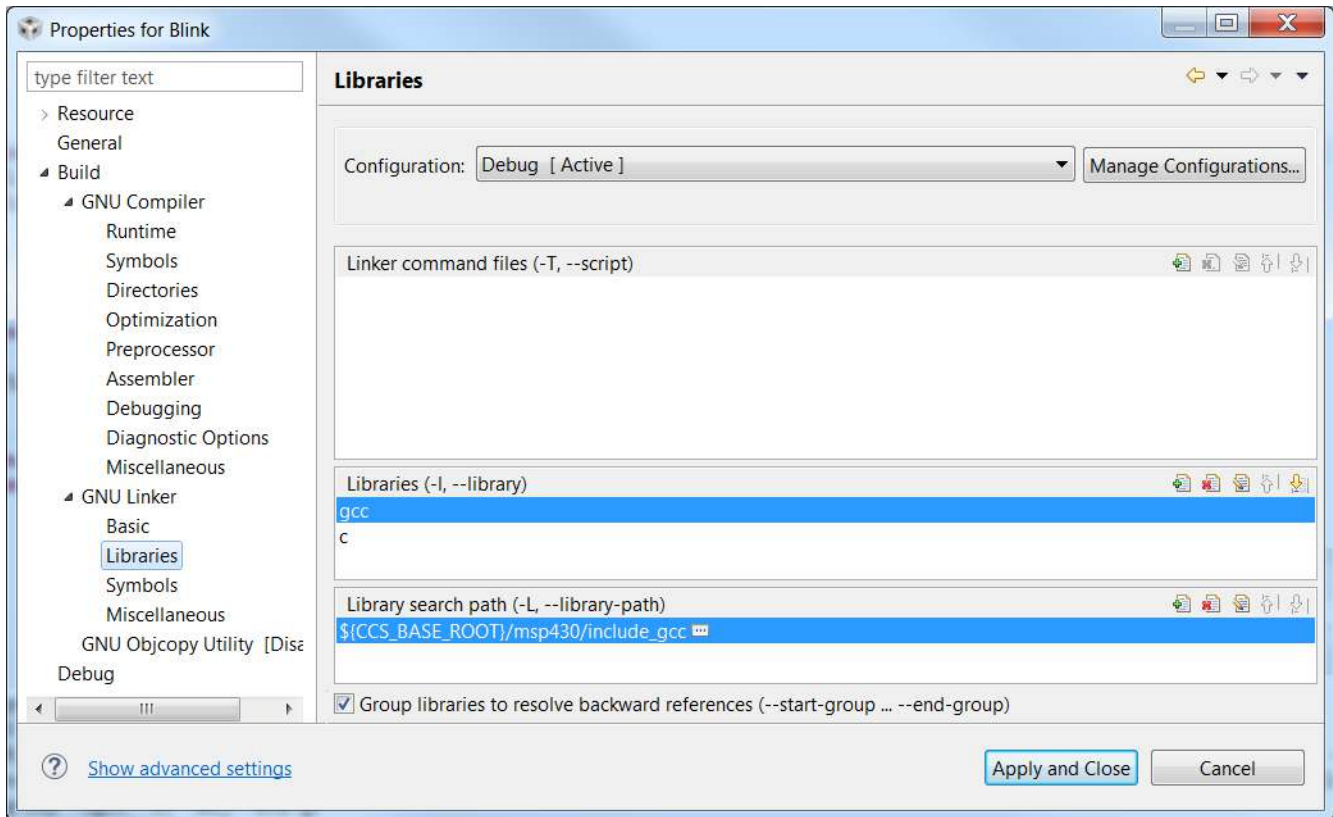 Properties for Blink
type filter text
Resource
General
Build
GNU Compiler
Runtime
Symbols
Directories
Optimization
Preprocessor
Assembler
Debugging
Diagnostic Options
Miscellaneous
GNU Linker
Basic
Libraries
Symbols
Miscellaneous
GNU Objcopy Utility [Disa
Debug
Libraries
Configuration: Debug [ Active ] Manage Configurations...
Linker command files (-T, --script)
Libraries (-l, --library)
gcc
c
Library search path (-L, --library-path)
${CCS_BASE_ROOT}/msp430/include_gcc
Group libraries to resolve backward references (--start-group ... --end-group)
Show advanced settings
Apply and Close Cancel